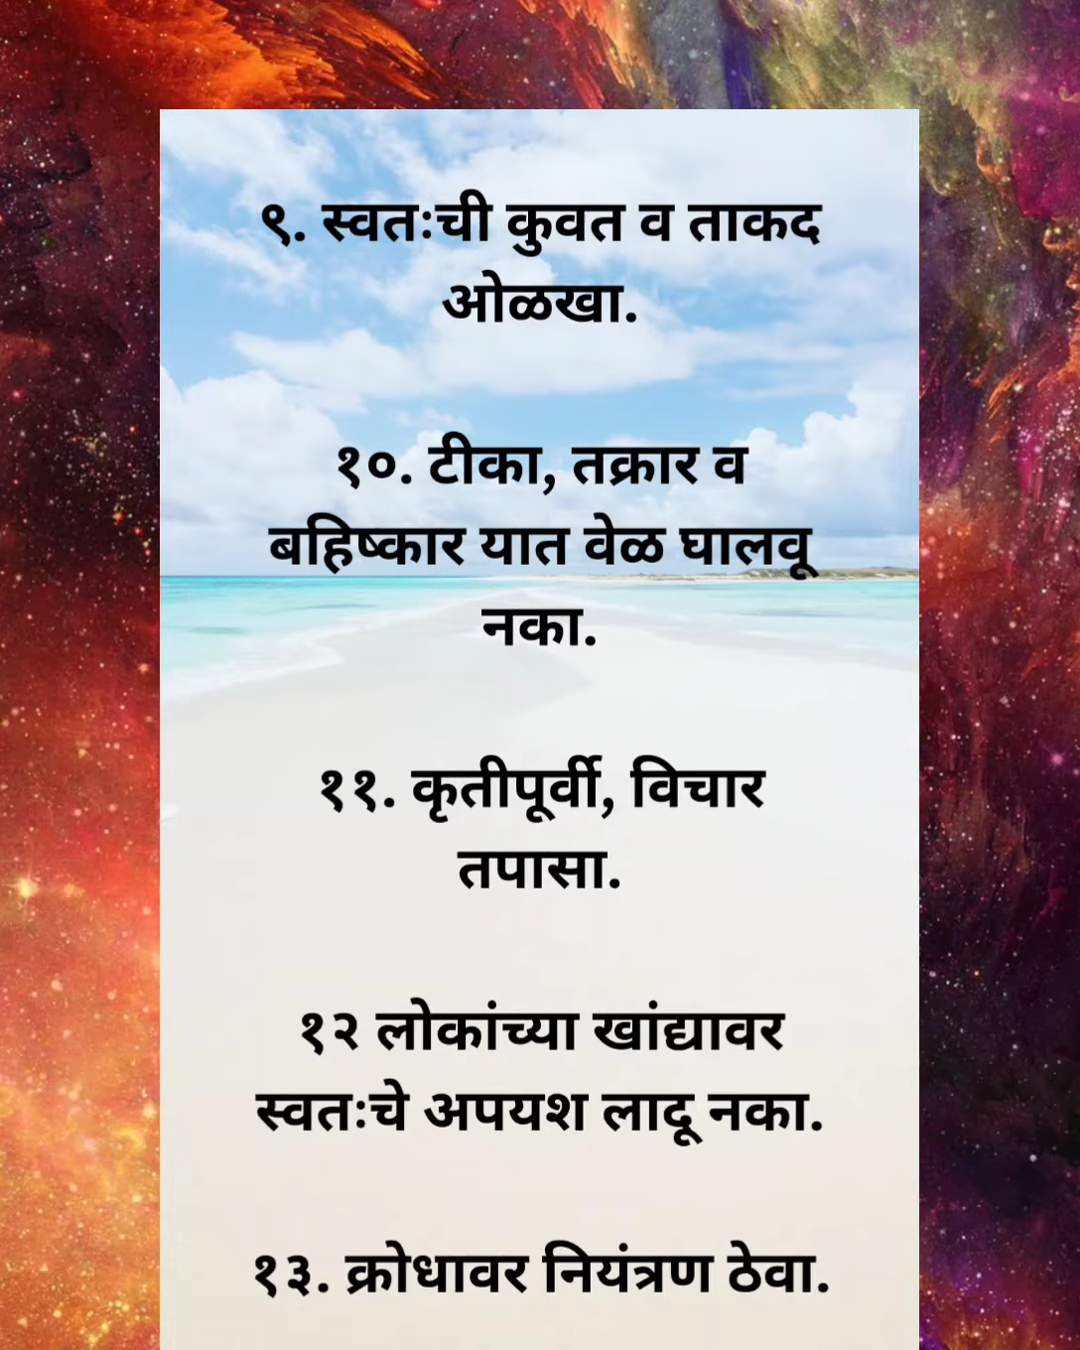 ९. स्वतःची कुवत व ताकद
ओळखा.
१०. टीका, तक्रार व
बहिष्कार यात वेळ घालवू
नका.
११. कृतीपूर्वी, विचार
तपासा.
१२ लोकांच्या खांद्यावर
स्वतःचे अपयश लादू नका.
१३. क्रोधावर नियंत्रण ठेवा.